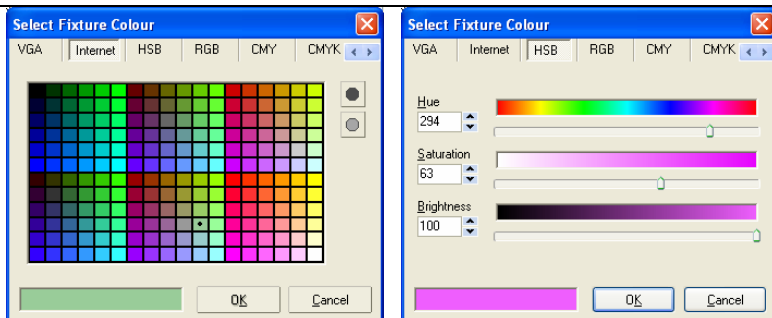 Select Fixture Colour
VGA Internet HSB RGB CMY CMYK
OK Cancel
Select Fixture Colour
VGA Internet HSB RGB CMY CMYK
Hue
294
Saturation
63
Brightness
100
OK Cancel